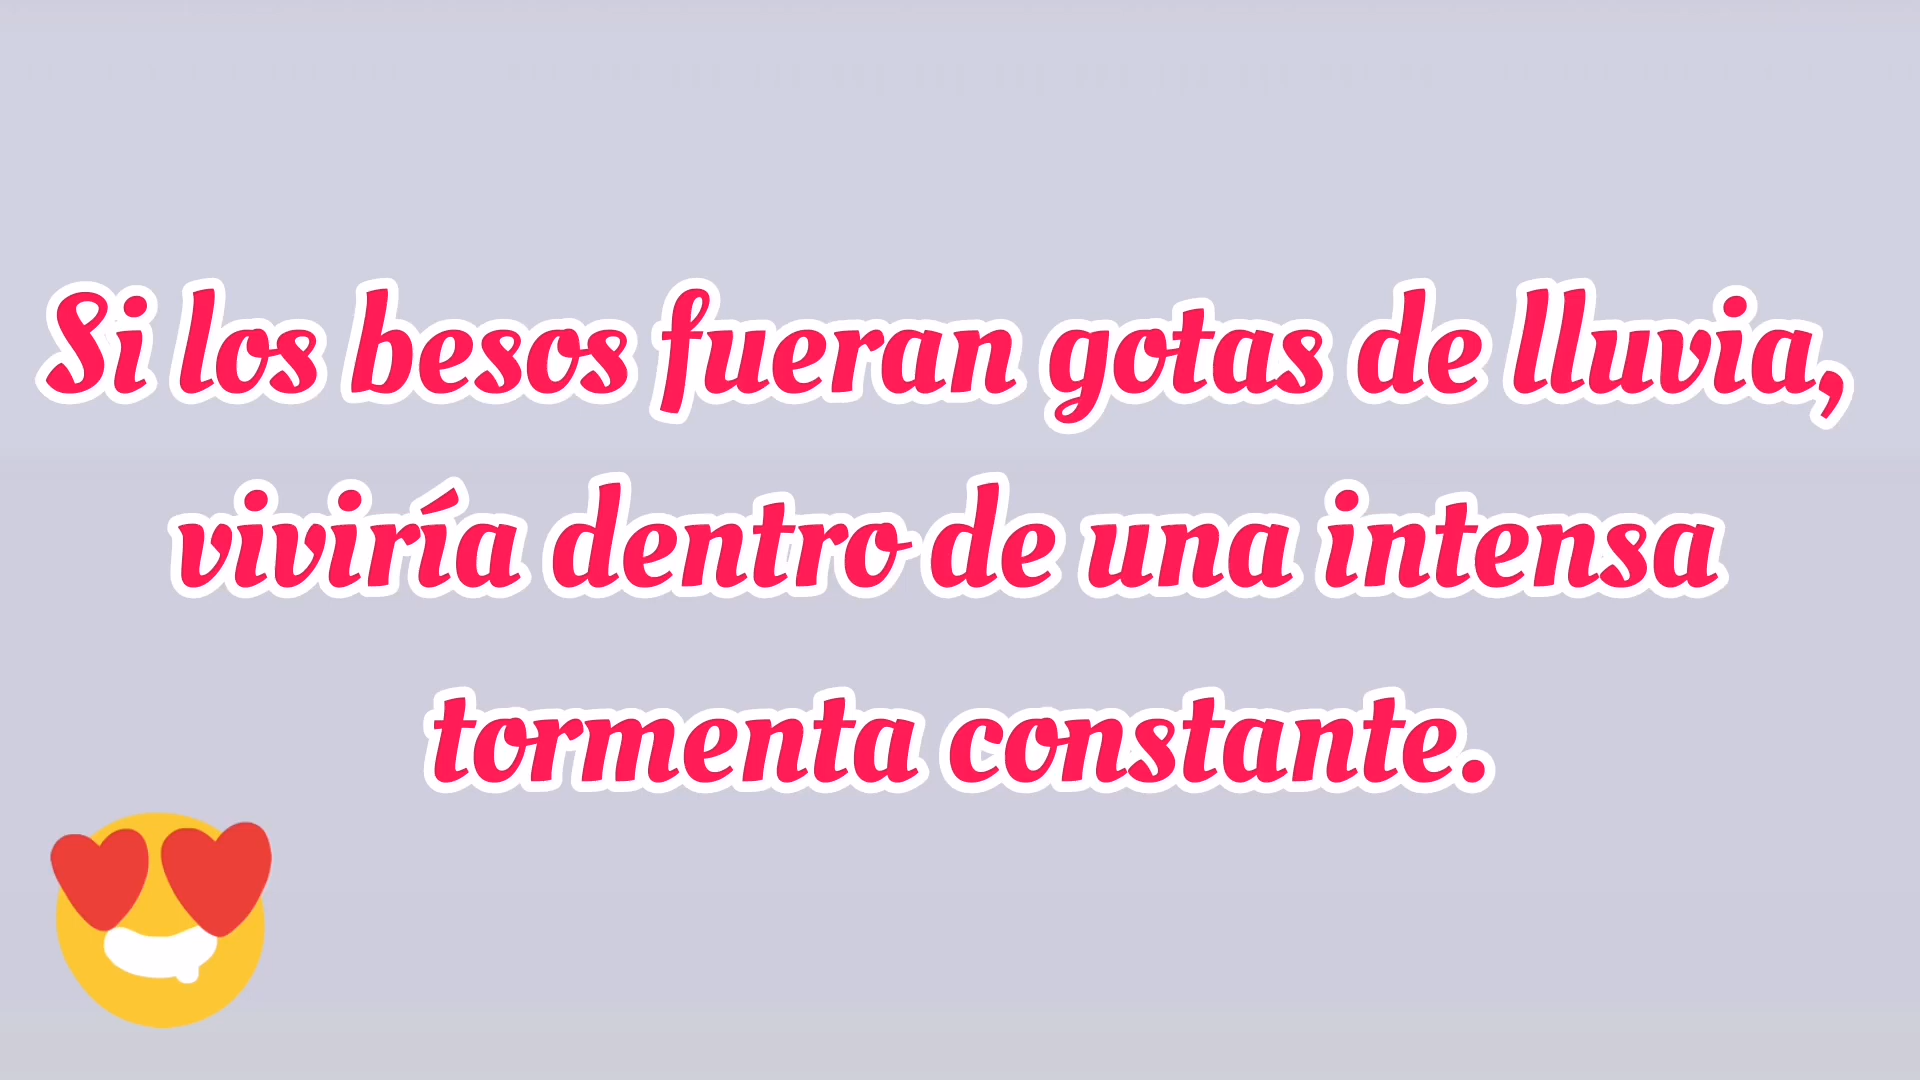 Si los besos fueran gotas de lluvia,
viviría dentro de una intensa
tormenta constante.